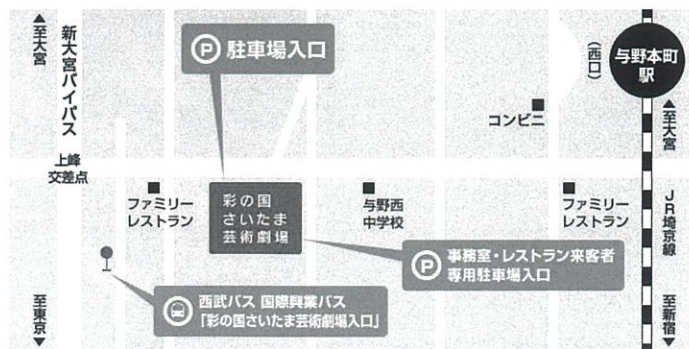 ▲至大宮
新大宮バイパス
上峰
交差点
至東京▼
Ⓟ 駐車場入口
(西口)
与野本町
駅
▲至大宮
コンビニ
ファミリー
レストラン
彩の国
さいたま
芸術劇場
与野西
中学校
ファミリー
レストラン
JR埼京線
Ⓟ 事務室・レストラン来客者
専用駐車場入口
西武バス 国際興業バス
「彩の国さいたま芸術劇場入口」
至新宿▼